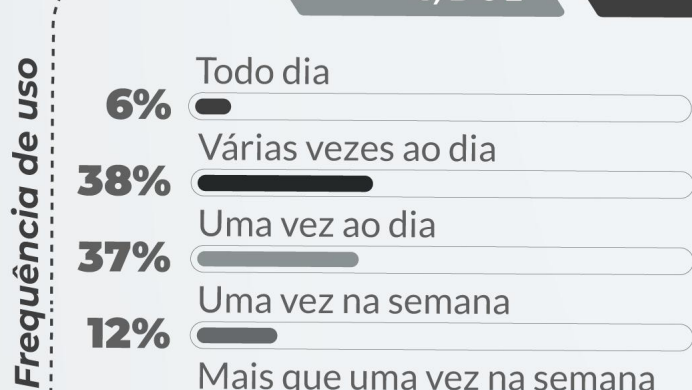 Frequência de uso
Todo dia
6%
Várias vezes ao dia
38%
Uma vez ao dia
37%
Uma vez na semana
12%
Mais que uma vez na semana